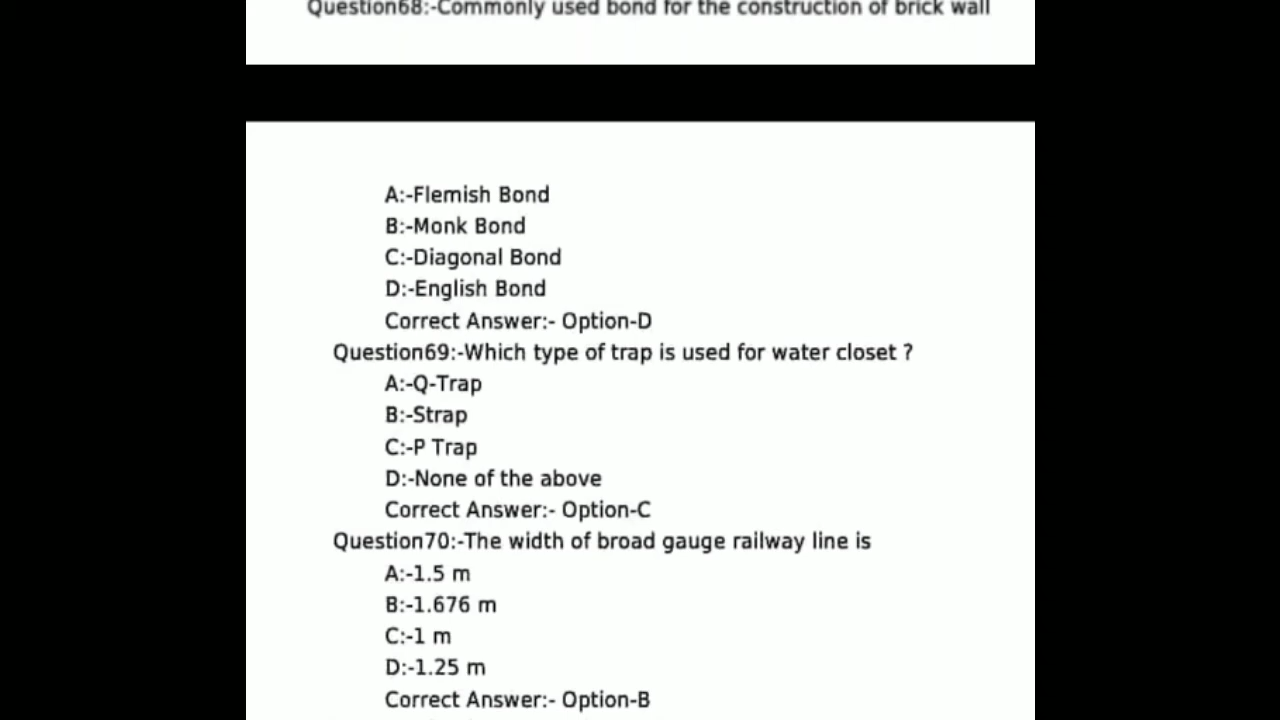 Question68:-Commonly used bond for the construction of brick wall
A:-Flemish Bond
B:-Monk Bond
C:-Diagonal Bond
D:-English Bond
Correct Answer:- Option-D
Question69:-Which type of trap is used for water closet ?
A:-Q-Trap
B:-Strap
C:-P Trap
D:-None of the above
Correct Answer:- Option-C
Question70:-The width of broad gauge railway line is
A:-1.5 m
B:-1.676 m
C:-1 m
D:-1.25 m
Correct Answer:- Option-B